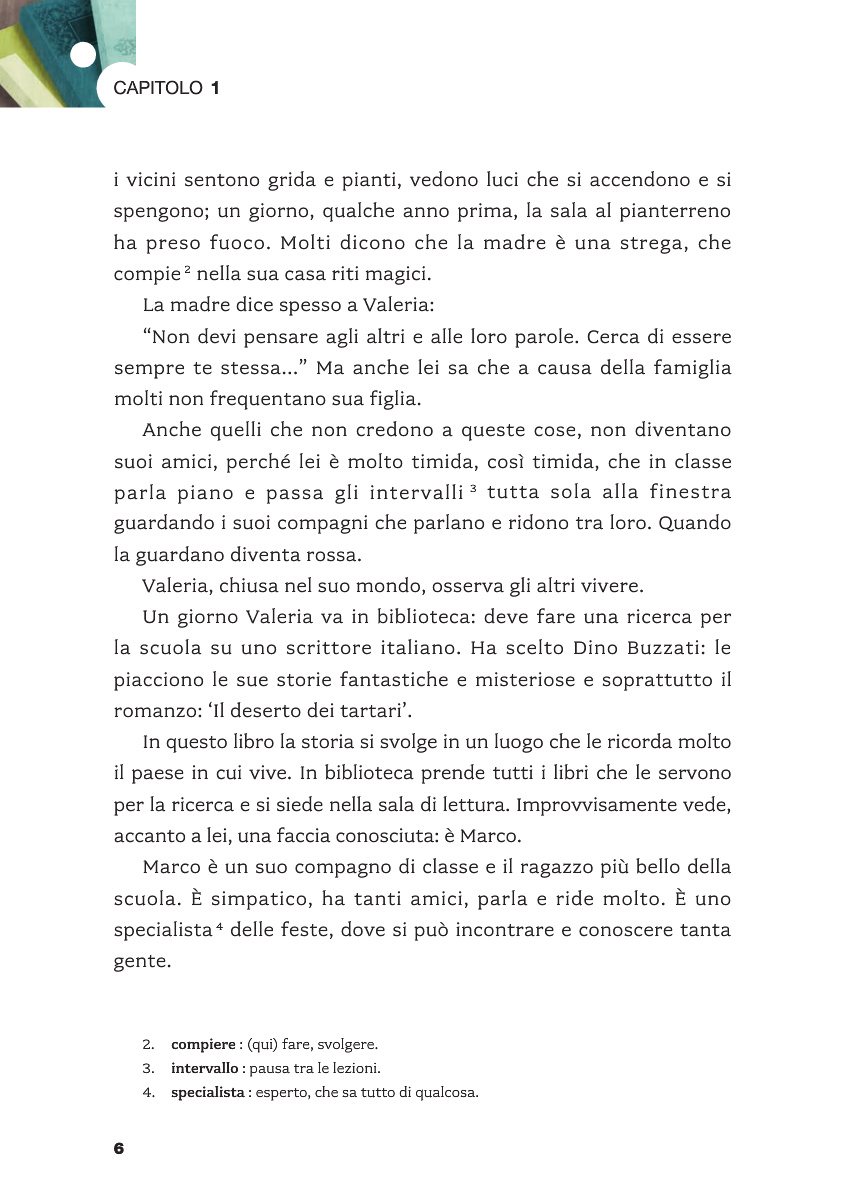 CAPITOLO 1
i vicini sentono grida e pianti, vedono luci che si accendono e si
spengono; un giorno, qualche anno prima, la sala al pianterreno
ha preso fuoco. Molti dicono che la madre è una strega, che
compie² nella sua casa riti magici.
La madre dice spesso a Valeria:
“Non devi pensare agli altri e alle loro parole. Cerca di essere
sempre te stessa...” Ma anche lei sa che a causa della famiglia
molti non frequentano sua figlia.
Anche quelli che non credono a queste cose, non diventano
suoi amici, perché lei è molto timida, così timida, che in classe
parla piano e passa gli intervalli³ tutta sola alla finestra
guardando i suoi compagni che parlano e ridono tra loro. Quando
la guardano diventa rossa.
Valeria, chiusa nel suo mondo, osserva gli altri vivere.
Un giorno Valeria va in biblioteca: deve fare una ricerca per
la scuola su uno scrittore italiano. Ha scelto Dino Buzzati: le
piacciono le sue storie fantastiche e misteriose e soprattutto il
romanzo: ‘Il deserto dei tartari’.
In questo libro la storia si svolge in un luogo che le ricorda molto
il paese in cui vive. In biblioteca prende tutti i libri che le servono
per la ricerca e si siede nella sala di lettura. Improvvisamente vede,
accanto a lei, una faccia conosciuta: è Marco.
Marco è un suo compagno di classe e il ragazzo più bello della
scuola. È simpatico, ha tanti amici, parla e ride molto. È uno
specialista⁴ delle feste, dove si può incontrare e conoscere tanta
gente.
2. compiere : (qui) fare, svolgere.
3. intervallo : pausa tra le lezioni.
4. specialista : esperto, che sa tutto di qualcosa.
6